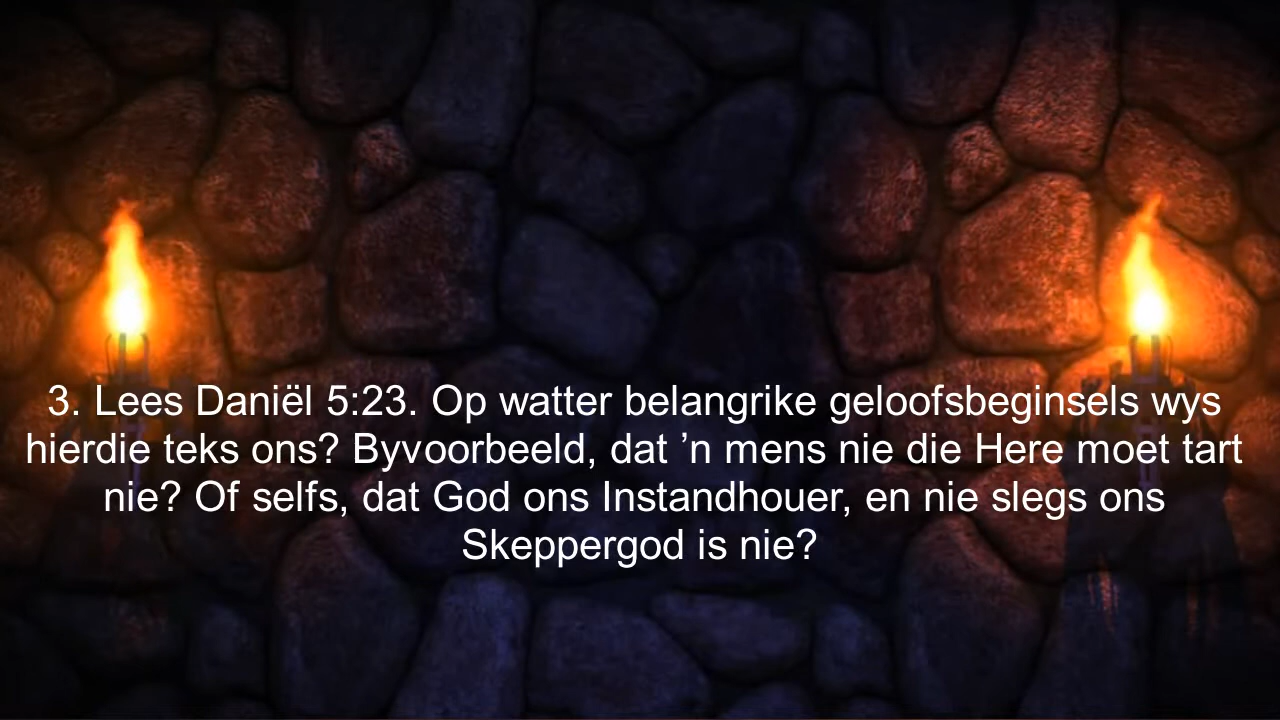 3. Lees Daniël 5:23. Op watter belangrike geloofsbeginsels wys
hierdie teks ons? Byvoorbeeld, dat ’n mens nie die Here moet tart
nie? Of selfs, dat God ons Instandhouer, en nie slegs ons
Skeppergod is nie?